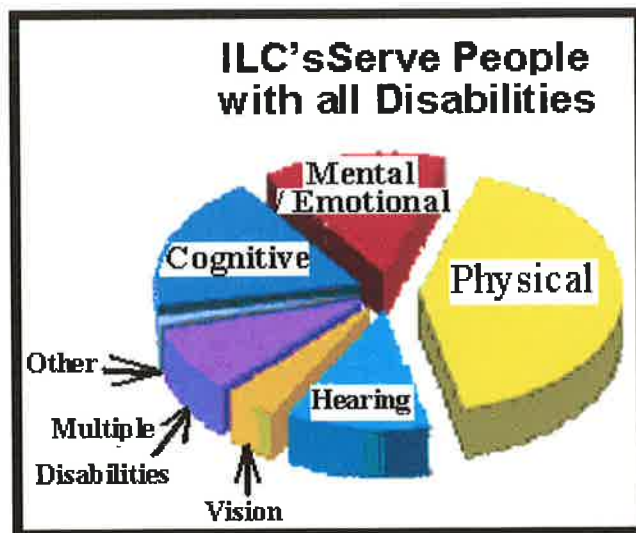 ILC'sServe People
with all Disabilities
Mental
/ Emotional
Physical
Cognitive
Hearing
Other
Multiple
Disabilities
Vision